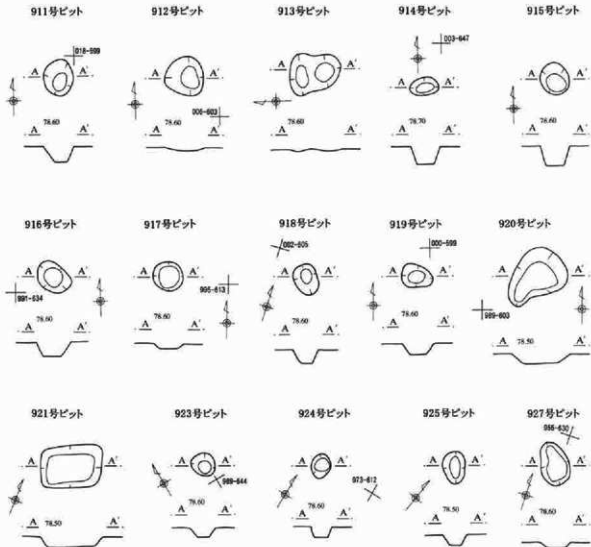 911号ピット
018-599
A A'
78.60
A A'
912号ピット
A A'
006-603
78.60
A A'
913号ピット
A A'
78.60
A A'
914号ピット
003-647
A A'
78.70
A A'
915号ピット
A A'
78.60
A A'
916号ピット
A A'
991-634
78.60
A A'
917号ピット
A A'
995-613
78.60
A A'
918号ピット
002-605
A A'
78.60
A A'
919号ピット
000-599
A A'
78.60
A A'
920号ピット
A A'
989-603
A 78.50 A'
921号ピット
A A'
A 78.50 A'
923号ピット
A A'
989-644
78.60
A A'
924号ピット
A A'
973-612
78.60
A A'
925号ピット
A A'
78.50
A A'
927号ピット
986-630
A A'
78.60
A A'